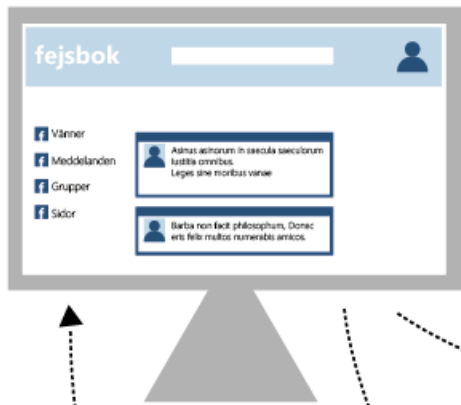 fejsbok
Vänner
Meddelanden
Grupper
Sidor
Asinus asinorum in saecula saeculorum
Iustitia omnibus.
Leges sine moribus vanae
Barba non facit philosophum, Donec
eris felix multos numerabis amicos.